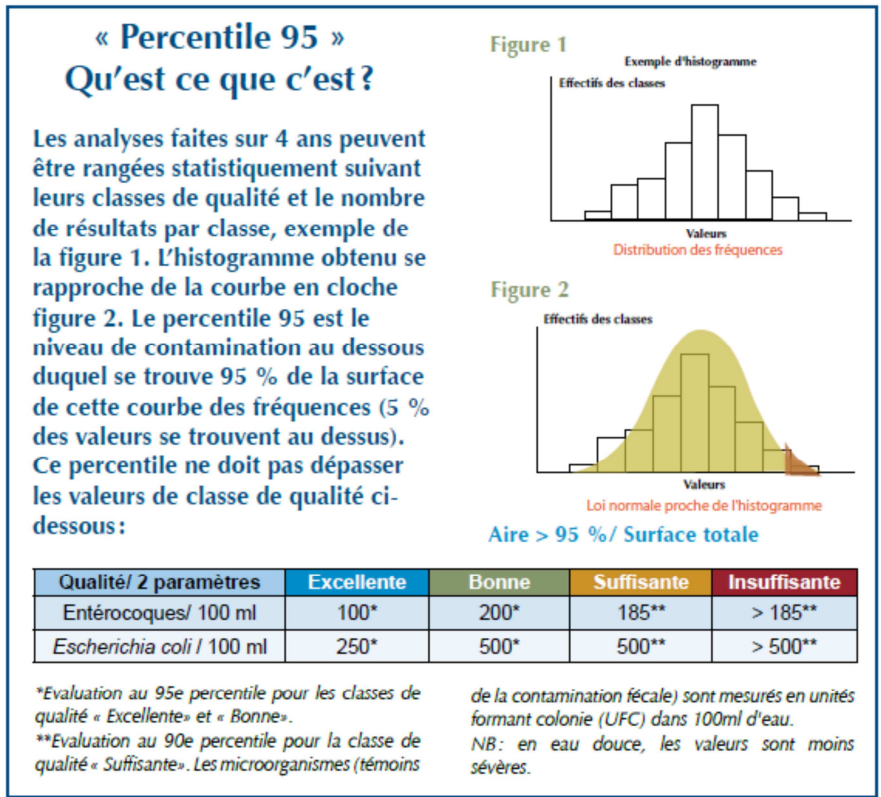 « Percentile 95 »
Qu’est ce que c’est?
Les analyses faites sur 4 ans peuvent
être rangées statistiquement suivant
leurs classes de qualité et le nombre
de résultats par classe, exemple de
la figure 1. L’histogramme obtenu se
rapproche de la courbe en cloche
figure 2. Le percentile 95 est le
niveau de contamination au dessous
duquel se trouve 95 % de la surface
de cette courbe des fréquences (5 %
des valeurs se trouvent au dessus).
Ce percentile ne doit pas dépasser
les valeurs de classe de qualité ci-
dessous:
Figure 1
Exemple d'histogramme
Effectifs des classes
Valeurs
Distribution des fréquences
Figure 2
Effectifs des classes
Valeurs
Loi normale proche de l'histogramme
Aire > 95 %/ Surface totale
Qualité/ 2 paramètres Excellente Bonne Suffisante Insuffisante
Entérocoques/ 100 ml 100* 200* 185** > 185**
Escherichia coli / 100 ml 250* 500* 500** > 500**
*Evaluation au 95e percentile pour les classes de
qualité « Excellente» et « Bonne».
**Evaluation au 90e percentile pour la classe de
qualité « Suffisante». Les microorganismes (témoins
de la contamination fécale) sont mesurés en unités
formant colonie (UFC) dans 100ml d'eau.
NB: en eau douce, les valeurs sont moins
sévères.